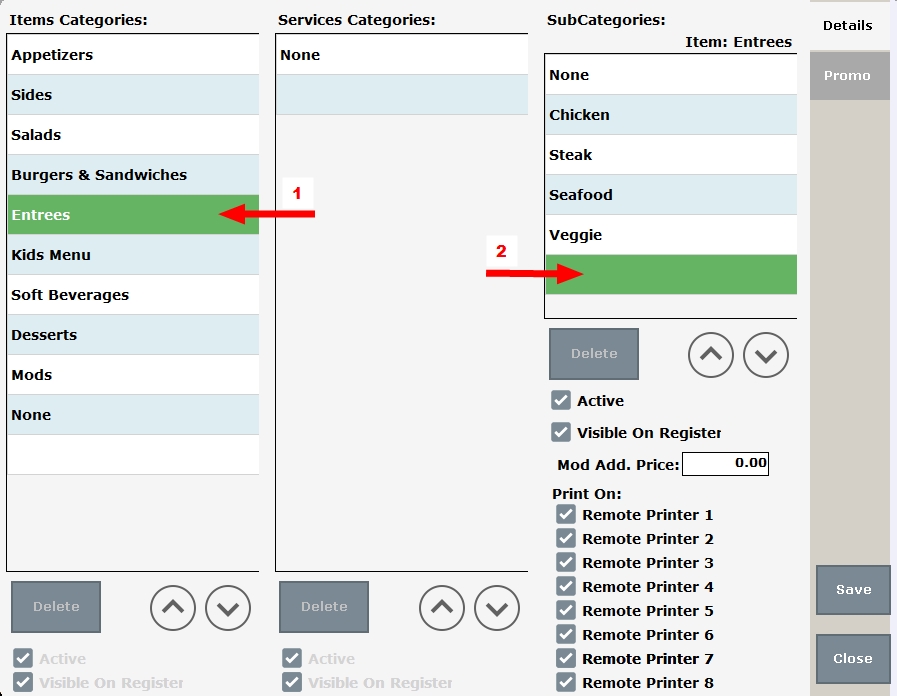 Items Categories:
Appetizers
Sides
Salads
Burgers & Sandwiches
Entrees
Kids Menu
Soft Beverages
Desserts
Mods
None
Delete
Active
Visible On Register
1
Services Categories:
None
Delete
Active
Visible On Register
2
SubCategories:
Item: Entrees
None
Chicken
Steak
Seafood
Veggie
Delete
Active
Visible On Register
Mod Add. Price: 0.00
Print On:
Remote Printer 1
Remote Printer 2
Remote Printer 3
Remote Printer 4
Remote Printer 5
Remote Printer 6
Remote Printer 7
Remote Printer 8
Details
Promo
Save
Close